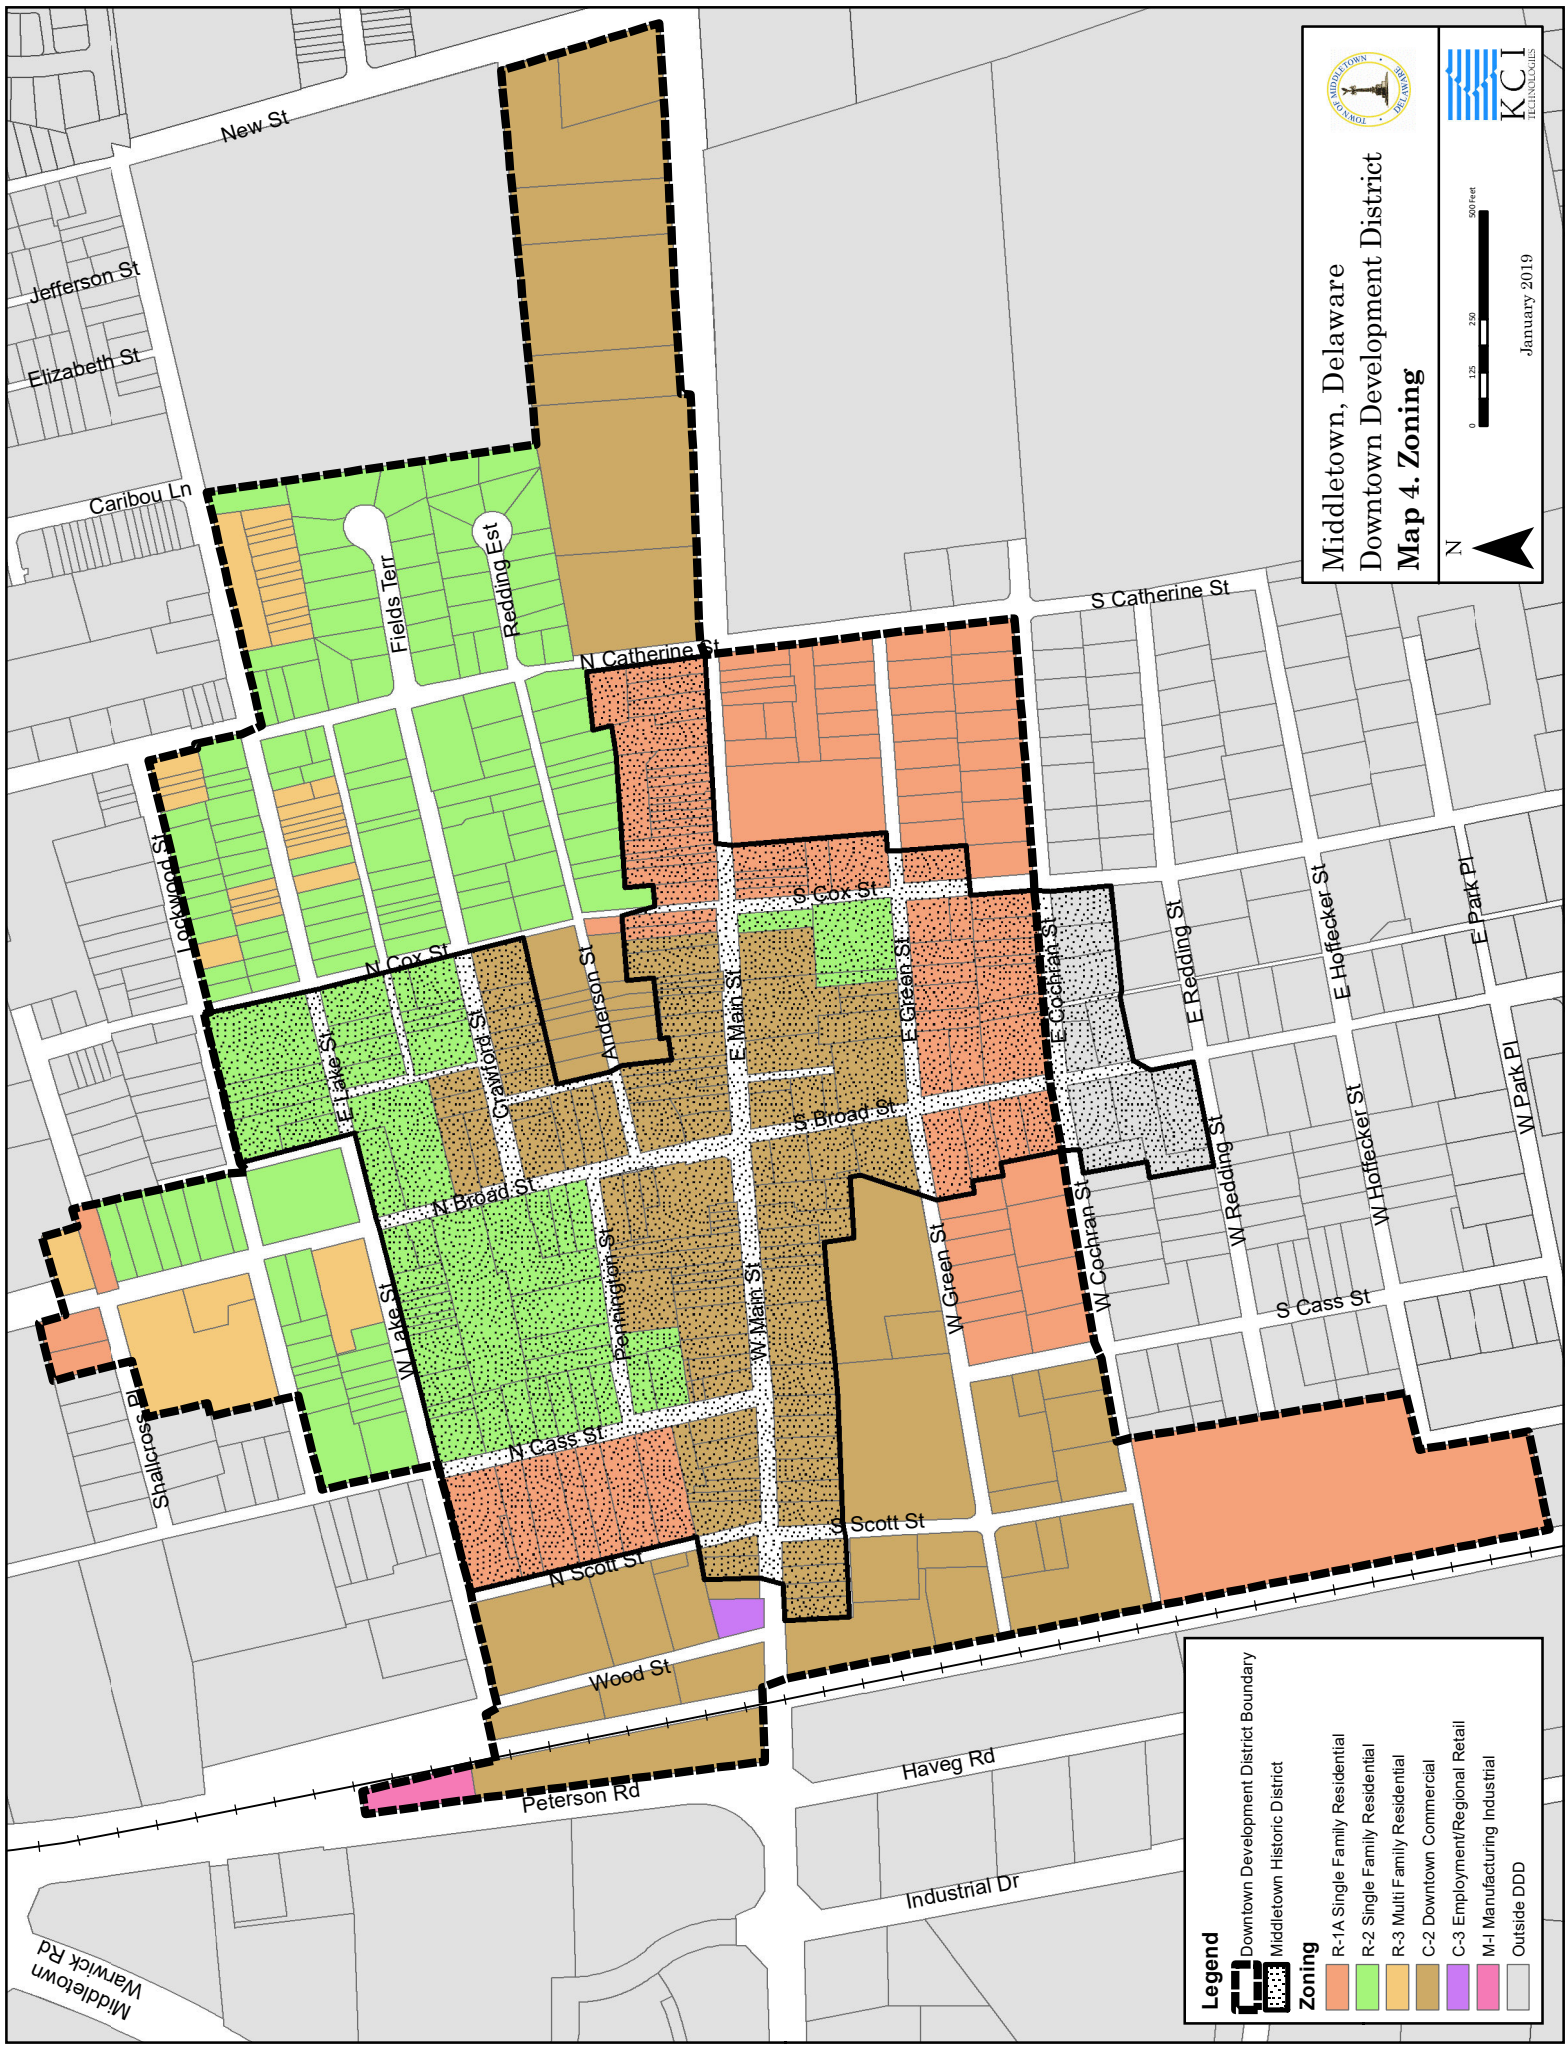 Middletown, Delaware
Downtown Development District
Map 4. Zoning
TOWN OF MIDDLETOWN
DELAWARE
N
0
125
250
500 Feet
January 2019
KCI
TECHNOLOGIES
Legend
Downtown Development District Boundary
Middletown Historic District
Zoning
R-1A Single Family Residential
R-2 Single Family Residential
R-3 Multi Family Residential
C-2 Downtown Commercial
C-3 Employment/Regional Retail
M-I Manufacturing Industrial
Outside DDD
New St
Jefferson St
Elizabeth St
Caribou Ln
Fields Terr
Redding Est
N Catherine St
S Catherine St
Lockwood St
N Cox St
S Cox St
Anderson St
Crawford St
E Lake St
E Main St
E Green St
E Cochran St
E Redding St
E Hoffecker St
E Park Pl
S Broad St
N Broad St
Pennington St
W Main St
W Lake St
W Green St
W Cochran St
W Redding St
W Hoffecker St
W Park Pl
S Cass St
N Cass St
Shallcross Pl
S Scott St
N Scott St
Wood St
Peterson Rd
Haveg Rd
Industrial Dr
Middletown
Warwick Rd